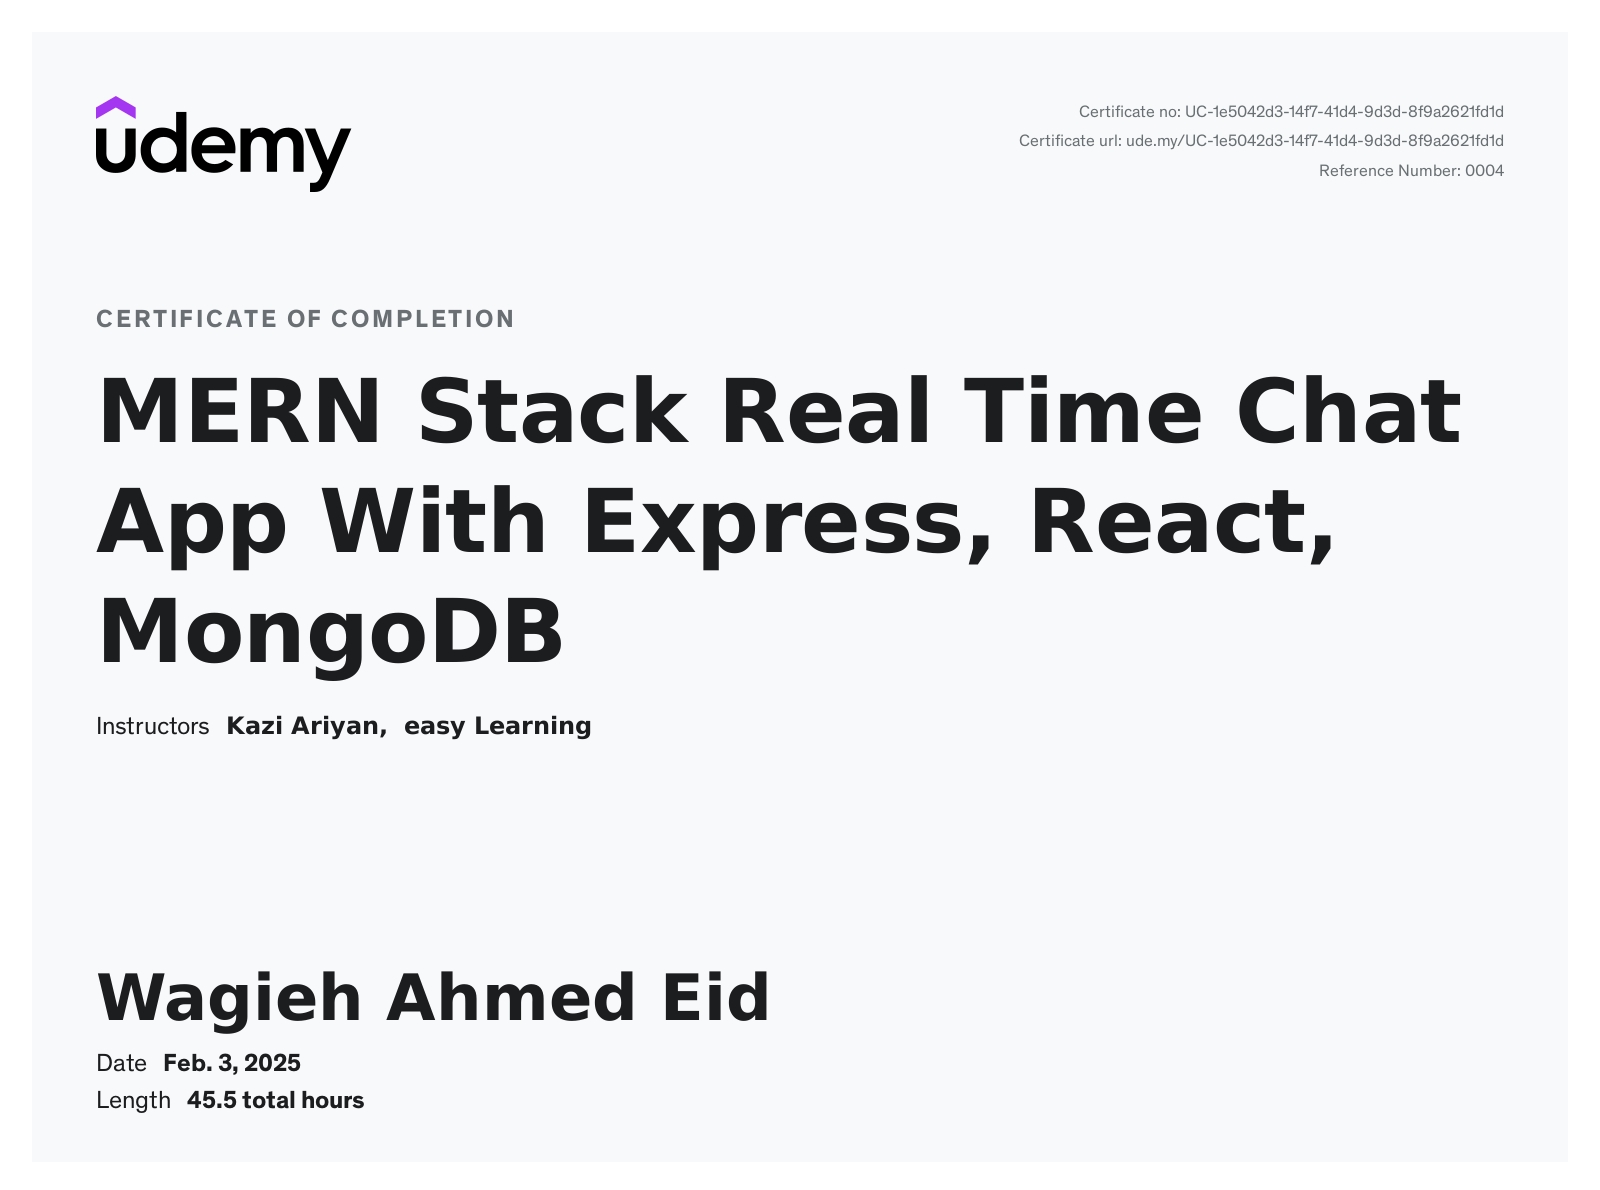 udemy
Certificate no: UC-1e5042d3-14f7-41d4-9d3d-8f9a2621fd1d
Certificate url: ude.my/UC-1e5042d3-14f7-41d4-9d3d-8f9a2621fd1d
Reference Number: 0004
CERTIFICATE OF COMPLETION
MERN Stack Real Time Chat
App With Express, React,
MongoDB
Instructors Kazi Ariyan, easy Learning
Wagieh Ahmed Eid
Date Feb. 3, 2025
Length 45.5 total hours